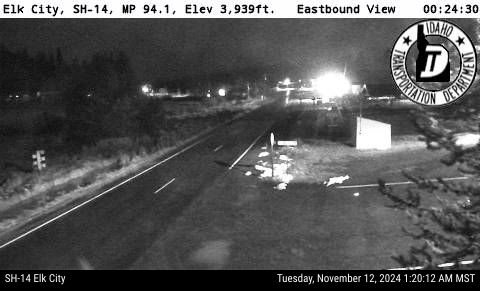 Elk City, SH-14, MP 94.1, Elev 3,939ft. Eastbound View 00:24:30
IDAHO
TRANSPORTATION DEPARTMENT
SH-14 Elk City Tuesday, November 12, 2024 1:20:12 AM MST